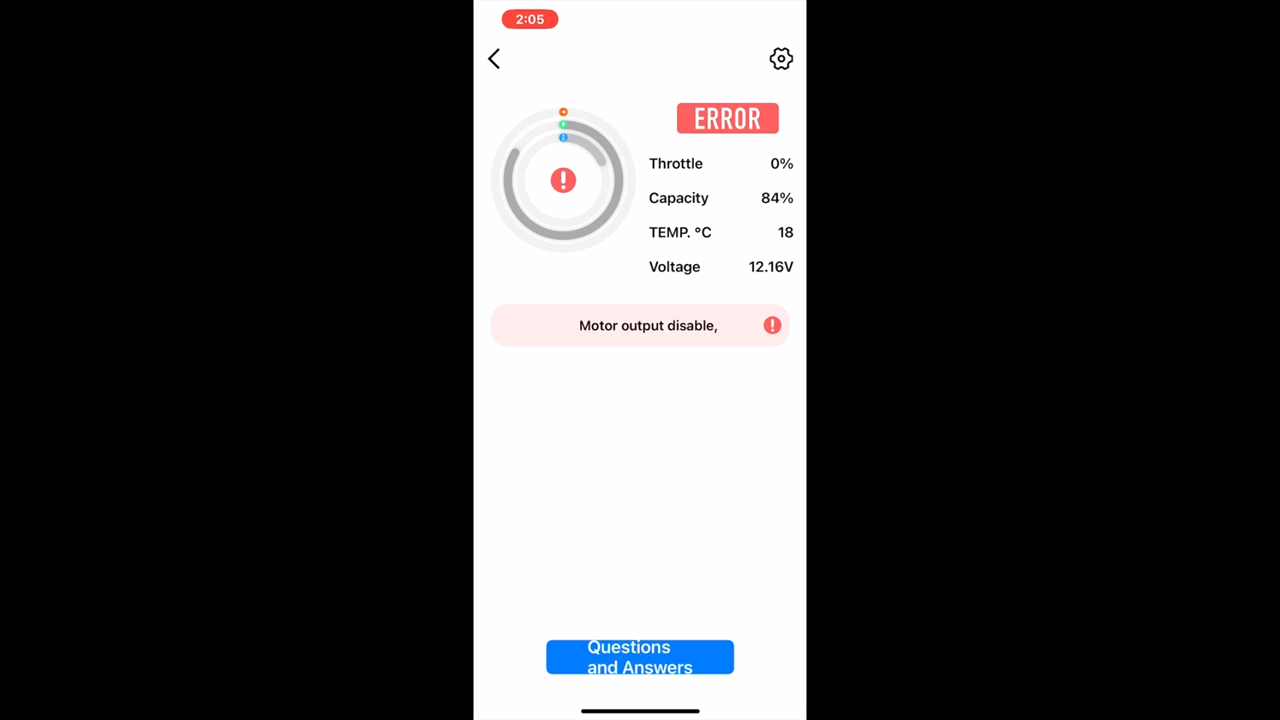 2:05
ERROR
Throttle 0%
Capacity 84%
TEMP. °C 18
Voltage 12.16V
Motor output disable,
Questions
and Answers